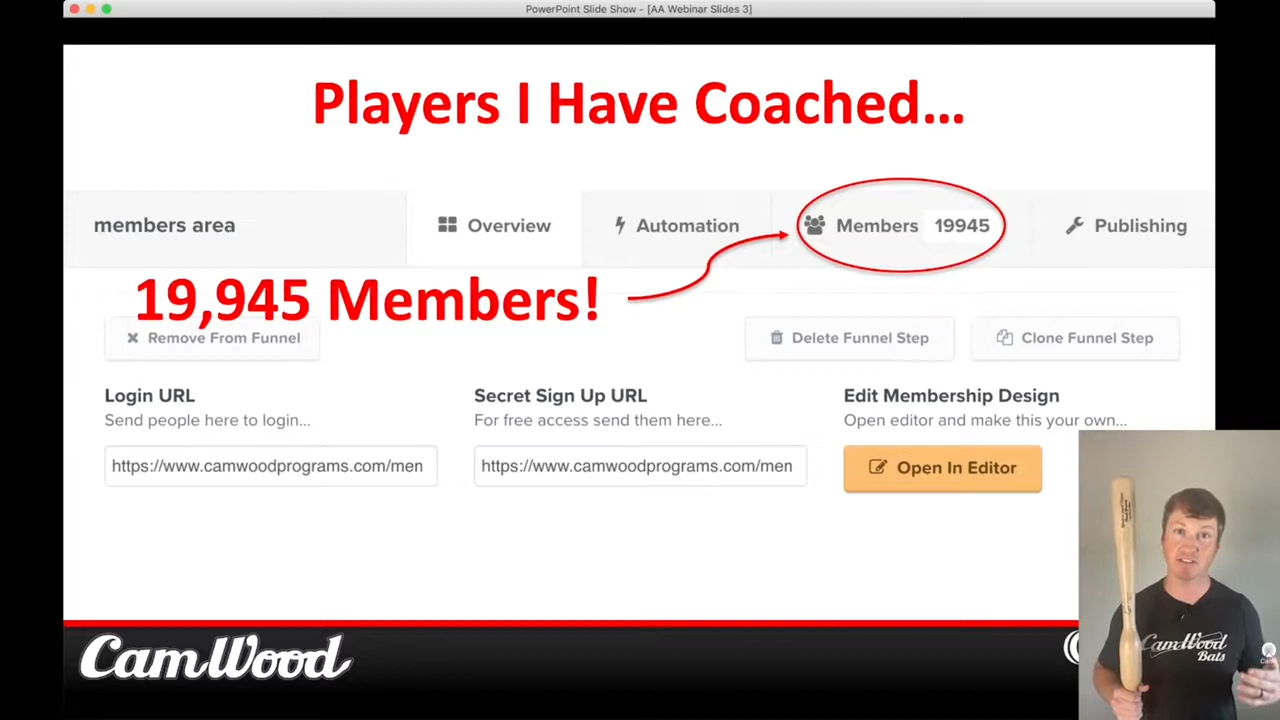 PowerPoint Slide Show - [AA Webinar Slides 3]
Players I Have Coached...
members area
Overview
Automation
Members 19945
Publishing
19,945 Members!
Remove From Funnel
Delete Funnel Step
Clone Funnel Step
Login URL
Secret Sign Up URL
Edit Membership Design
Send people here to login...
For free access send them here...
Open editor and make this your own...
https://www.camwoodprograms.com/men
https://www.camwoodprograms.com/men
Open In Editor
CamWood
CamWood
Bats